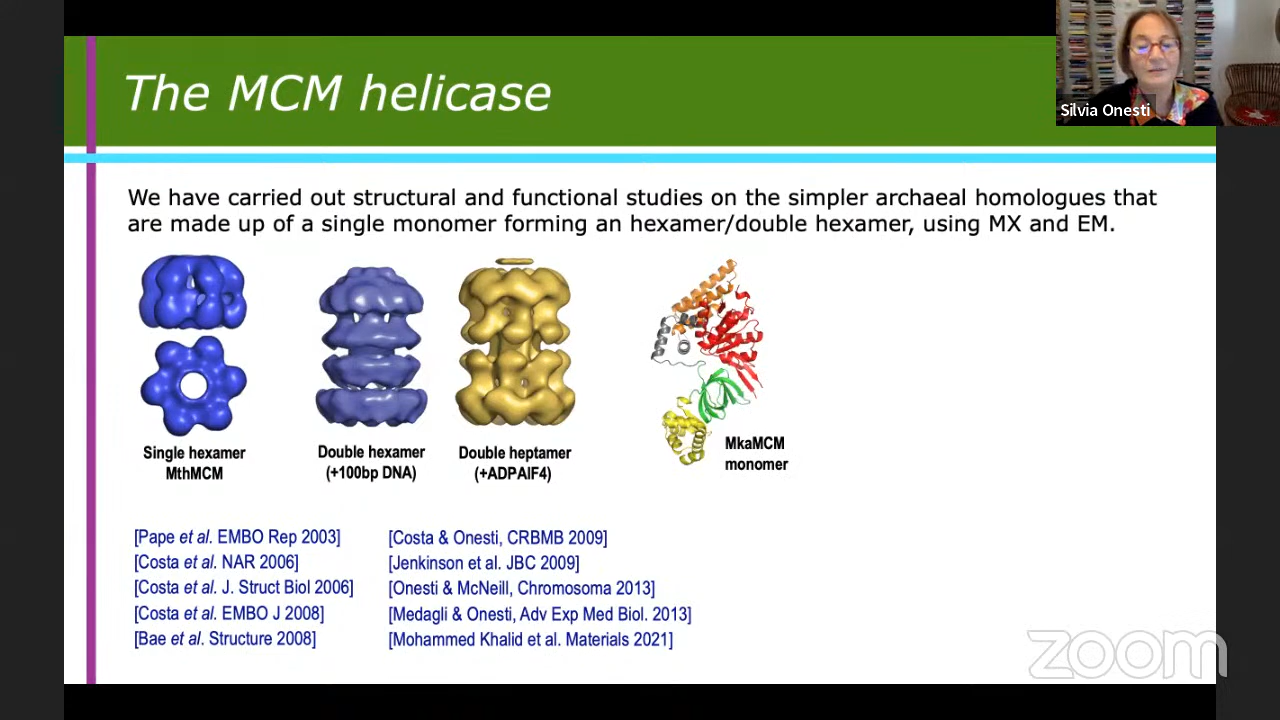 The MCM helicase
Silvia Onesti
We have carried out structural and functional studies on the simpler archaeal homologues that
are made up of a single monomer forming an hexamer/double hexamer, using MX and EM.
Single hexamer
MthMCM
Double hexamer
(+100bp DNA)
Double heptamer
(+ADPAlF4)
MkaMCM
monomer
[Pape et al. EMBO Rep 2003]
[Costa et al. NAR 2006]
[Costa et al. J. Struct Biol 2006]
[Costa et al. EMBO J 2008]
[Bae et al. Structure 2008]
[Costa & Onesti, CRBMB 2009]
[Jenkinson et al. JBC 2009]
[Onesti & McNeill, Chromosoma 2013]
[Medagli & Onesti, Adv Exp Med Biol. 2013]
[Mohammed Khalid et al. Materials 2021]
zoom